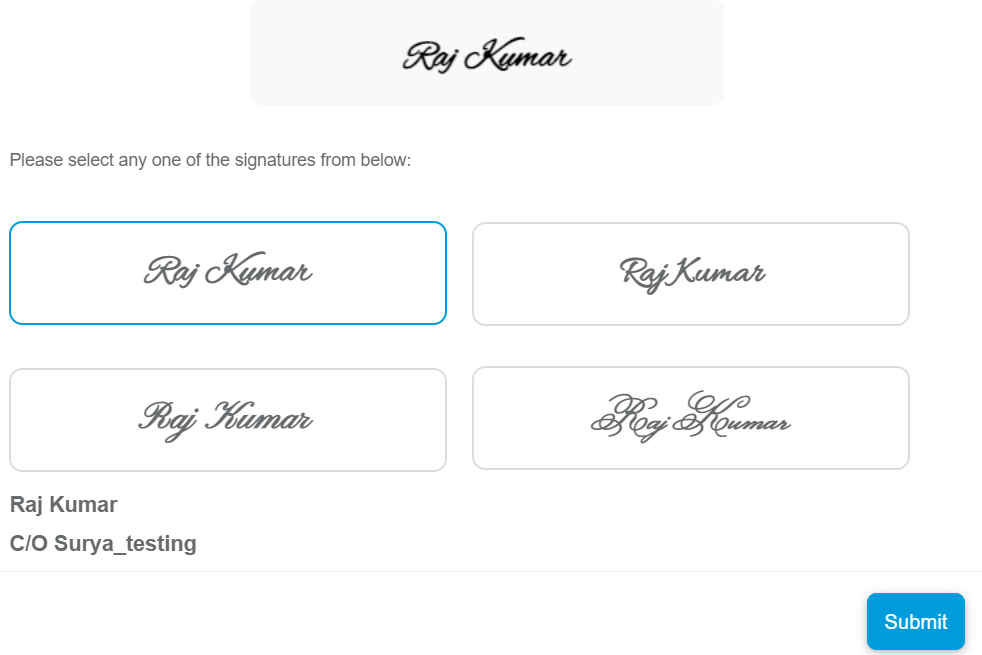 Raj Kumar
Please select any one of the signatures from below:
Raj Kumar
Raj Kumar
Raj Kumar
Raj Kumar
Raj Kumar
C/O Surya_testing
Submit